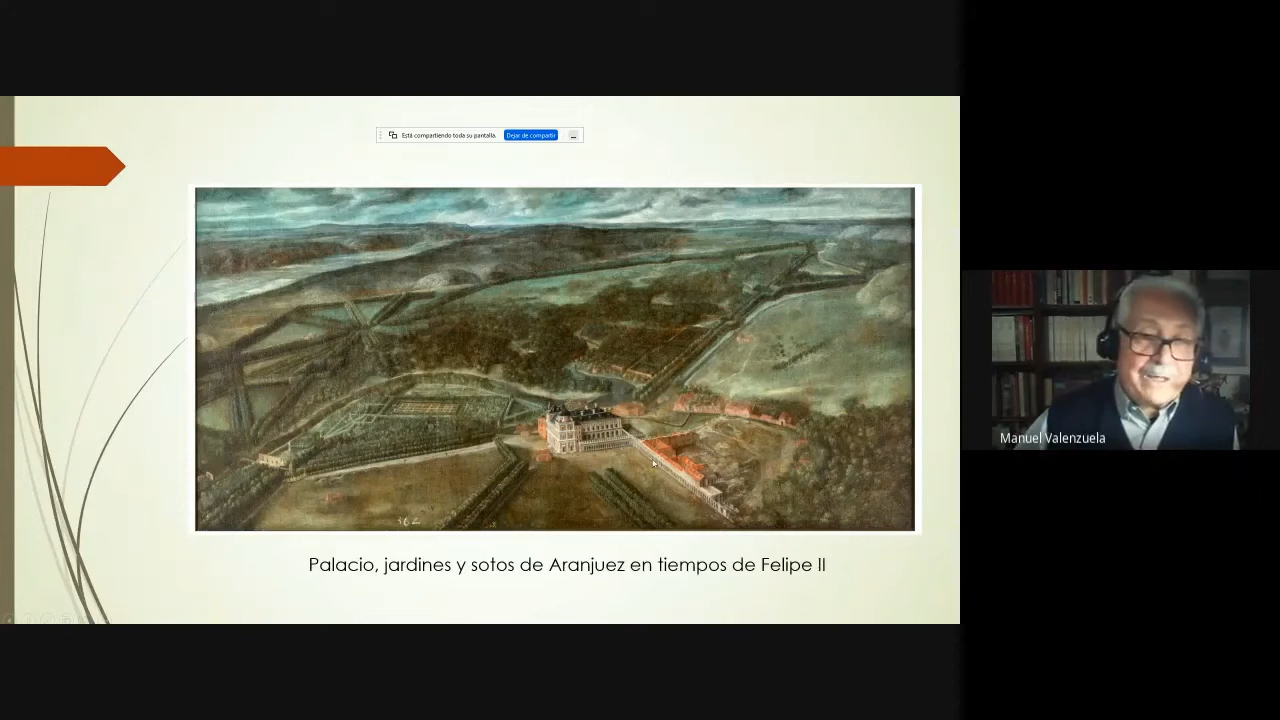 Está compartiendo toda su pantalla. Dejar de compartir
Manuel Valenzuela
362
Palacio, jardines y sotos de Aranjuez en tiempos de Felipe II